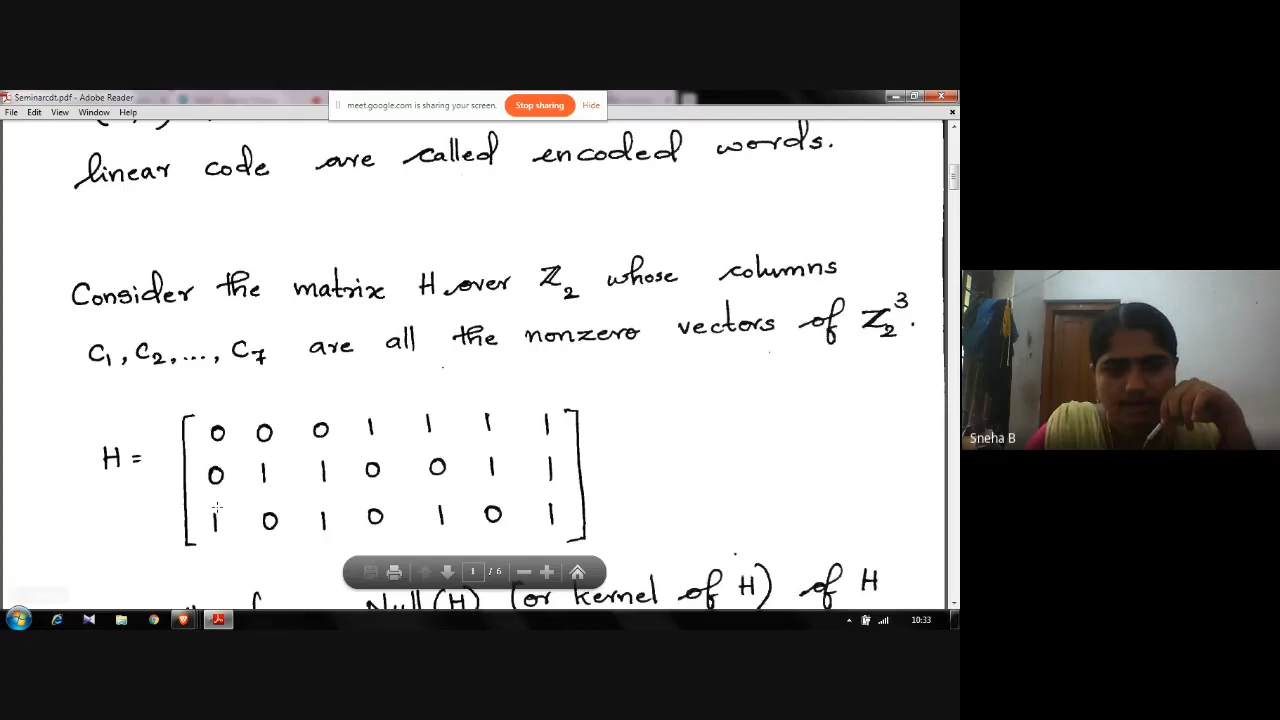 Seminarcdt.pdf - Adobe Reader
File Edit View Window Help
meet.google.com is sharing your screen. Stop sharing Hide
linear code are called encoded words.
Consider the matrix H over ℤ₂ whose columns
c₁, c₂, ..., c₇ are all the nonzero vectors of ℤ₂³.
H = [ 0 0 0 1 1 1 1
0 1 1 0 0 1 1
1 0 1 0 1 0 1 ]
1 / 6
Null(H) (or kernel of H) of H
Sneha B
10:33